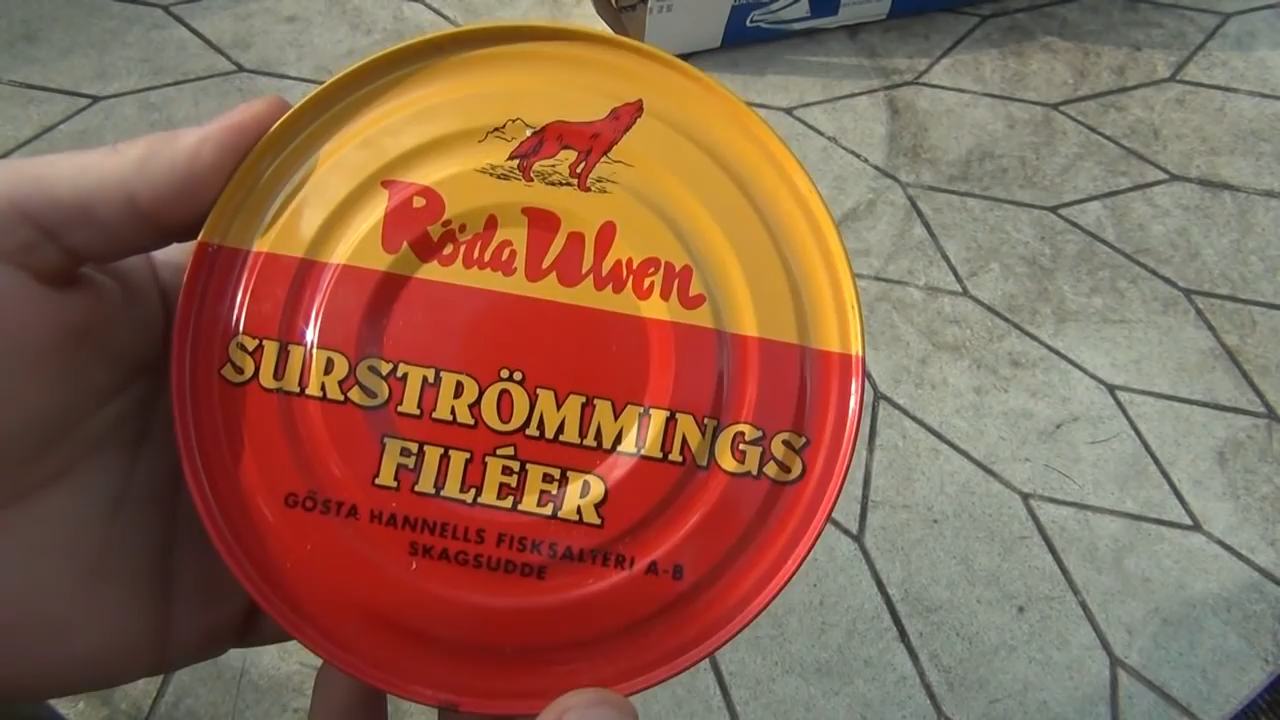 Röda Ulven
SURSTRÖMMINGS
FILÉER
GÖSTA HANNELLS FISKSALTERI A-B
SKAGSUDDE